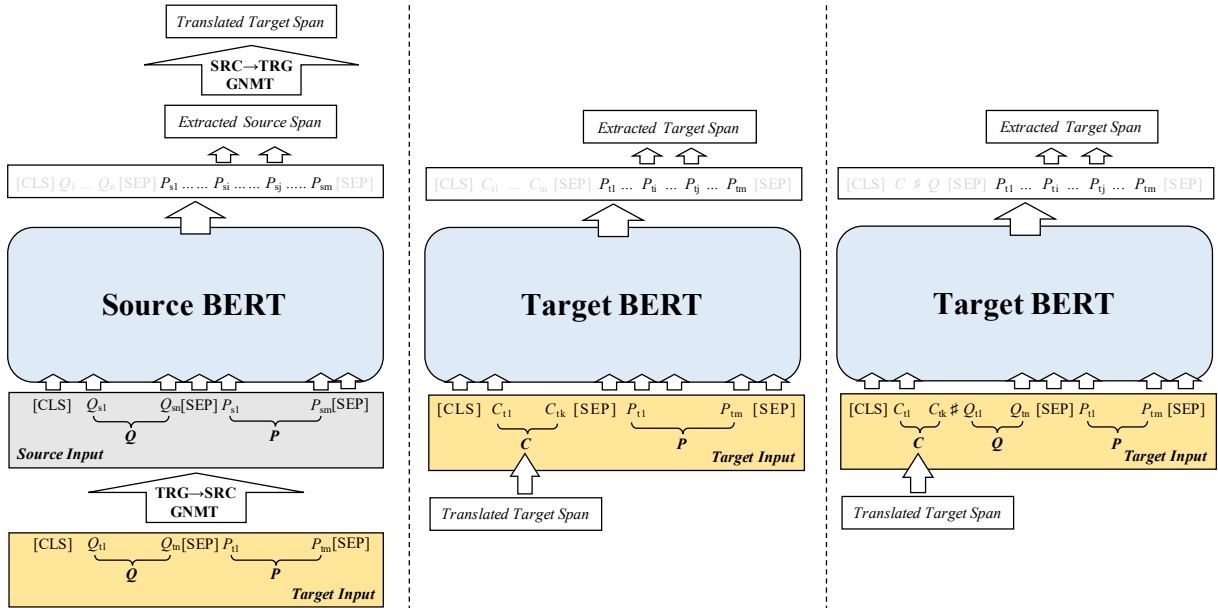 Translated Target Span
SRC→TRG
GNMT
Extracted Source Span
[CLS] Q1 ... Qn [SEP] Ps1 ... ... Psi ... ... Psj ..... Psm [SEP]
Source BERT
[CLS] Qs1 Qsn [SEP] Ps1 Psm [SEP]
Q P
Source Input
TRG→SRC
GNMT
[CLS] Qt1 Qtn [SEP] Pt1 Ptm [SEP]
Q P
Target Input
Extracted Target Span
[CLS] Ct1 ... Ctn [SEP] Pt1 ... Pti ... Ptj ... Ptm [SEP]
Target BERT
[CLS] Ct1 Ctk [SEP] Pt1 Ptm [SEP]
C P
Target Input
Translated Target Span
Extracted Target Span
[CLS] C ♯ Q [SEP] Pt1 ... Pti ... Ptj ... Ptm [SEP]
Target BERT
[CLS] Ct1 Ctk ♯ Qt1 Qtn [SEP] Pt1 Ptm [SEP]
C Q P
Target Input
Translated Target Span